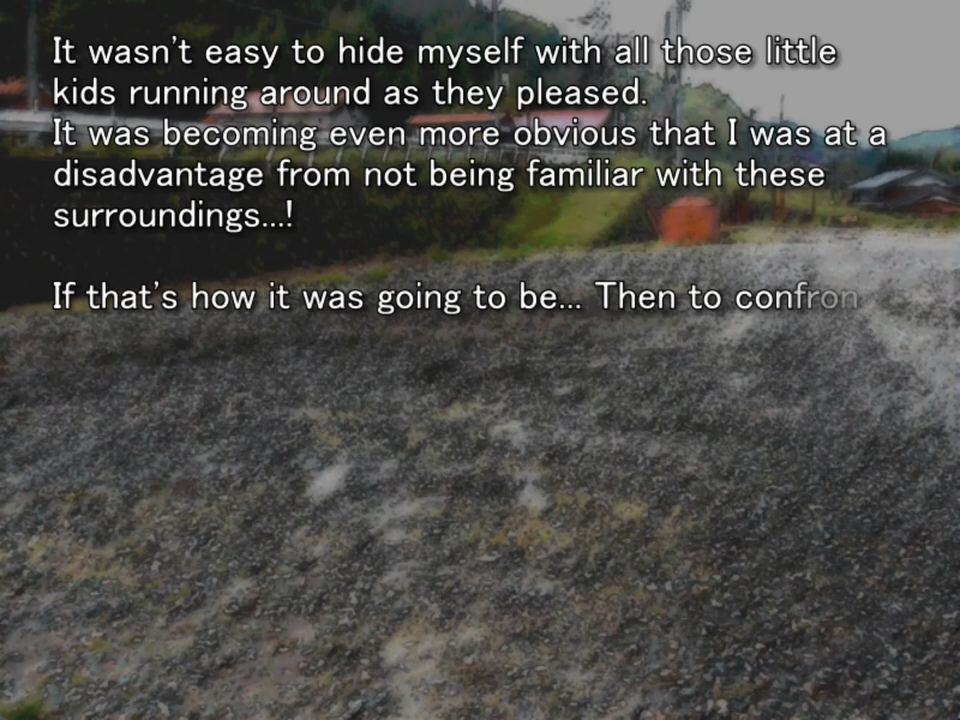 It wasn't easy to hide myself with all those little
kids running around as they pleased.
It was becoming even more obvious that I was at a
disadvantage from not being familiar with these
surroundings...!
If that's how it was going to be... Then to confron